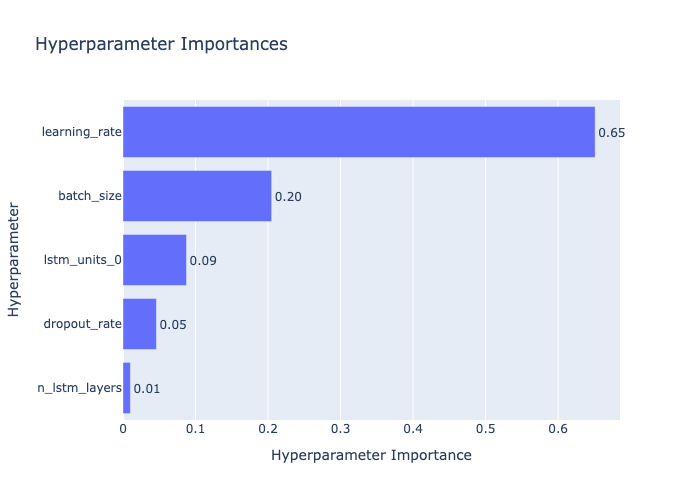 Hyperparameter Importances
Hyperparameter
learning_rate 0.65
batch_size 0.20
lstm_units_0 0.09
dropout_rate 0.05
n_lstm_layers 0.01
0 0.1 0.2 0.3 0.4 0.5 0.6
Hyperparameter Importance